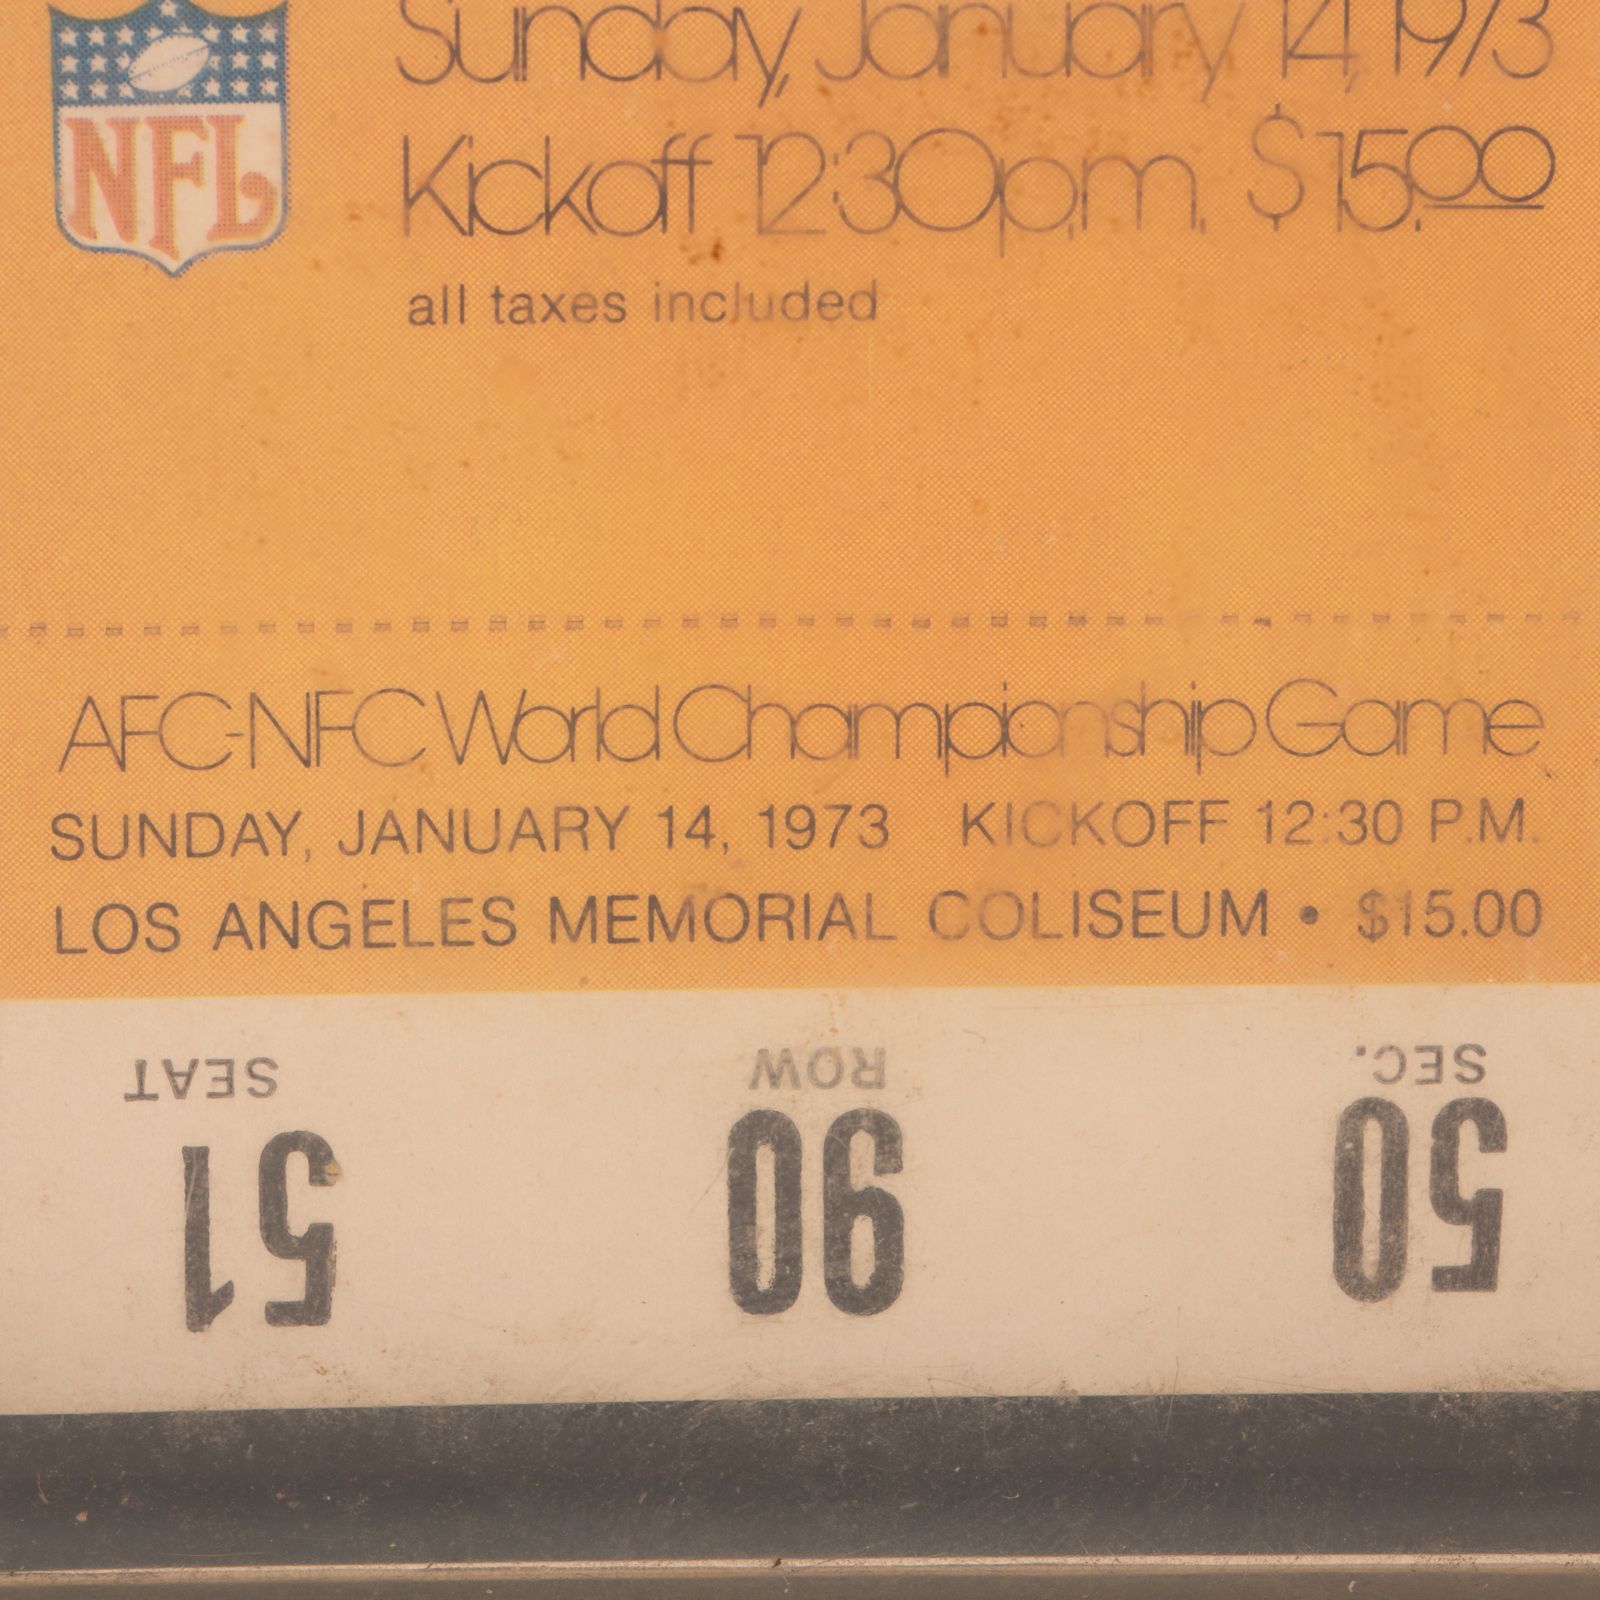 NFL
Sunday, January 14, 1973
Kickoff 12:30 p.m. $15.00
all taxes included
AFC-NFC World Championship Game
SUNDAY, JANUARY 14, 1973 KICKOFF 12:30 P.M.
LOS ANGELES MEMORIAL COLISEUM • $15.00
SEC. ROW SEAT
50 90 51